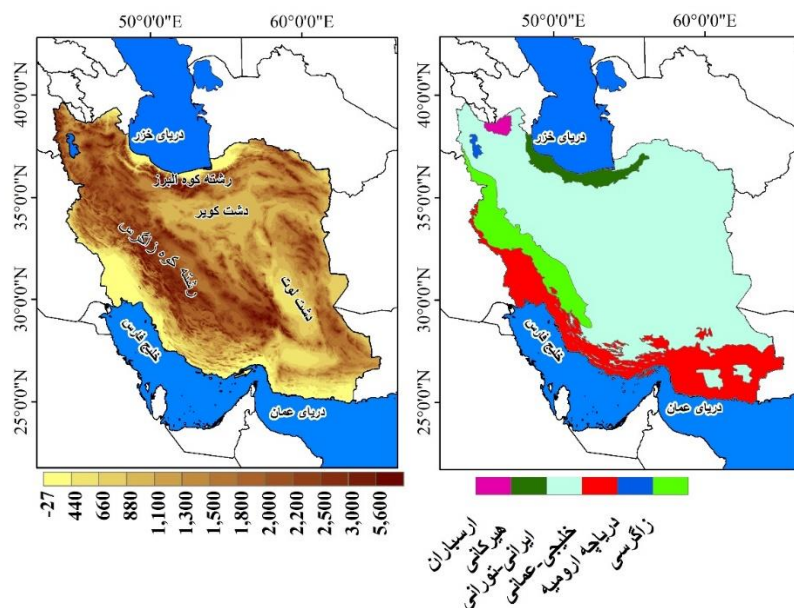 50°0'0"E
60°0'0"E
40°0'0"N
35°0'0"N
30°0'0"N
25°0'0"N
دریای خزر
رشته کوه البرز
دشت کویر
رشته کوه زاگرس
دشت لوت
خلیج فارس
دریای عمان
-27
440
660
880
1,100
1,300
1,500
1,800
2,000
2,200
2,500
3,000
5,600
50°0'0"E
60°0'0"E
40°0'0"N
35°0'0"N
30°0'0"N
25°0'0"N
دریای خزر
خلیج فارس
دریای عمان
ارسباران
هیرکانی
ایرانی-تورانی
خلیجی-عمانی
دریاچه ارومیه
زاگرسی